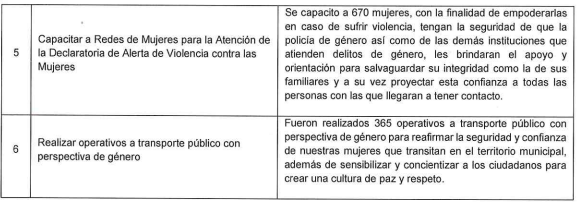 5
Capacitar a Redes de Mujeres para la Atención de
la Declaratoria de Alerta de Violencia contra las
Mujeres
Se capacito a 670 mujeres, con la finalidad de empoderarlas
en caso de sufrir violencia, tengan la seguridad de que la
policía de género así como de las demás instituciones que
atienden delitos de género, les brindaran el apoyo y
orientación para salvaguardar su integridad como la de sus
familiares y a su vez proyectar esta confianza a todas las
personas con las que llegaran a tener contacto.
6
Realizar operativos a transporte público con
perspectiva de género
Fueron realizados 365 operativos a transporte público con
perspectiva de género para reafirmar la seguridad y confianza
de nuestras mujeres que transitan en el territorio municipal,
además de sensibilizar y concientizar a los ciudadanos para
crear una cultura de paz y respeto.